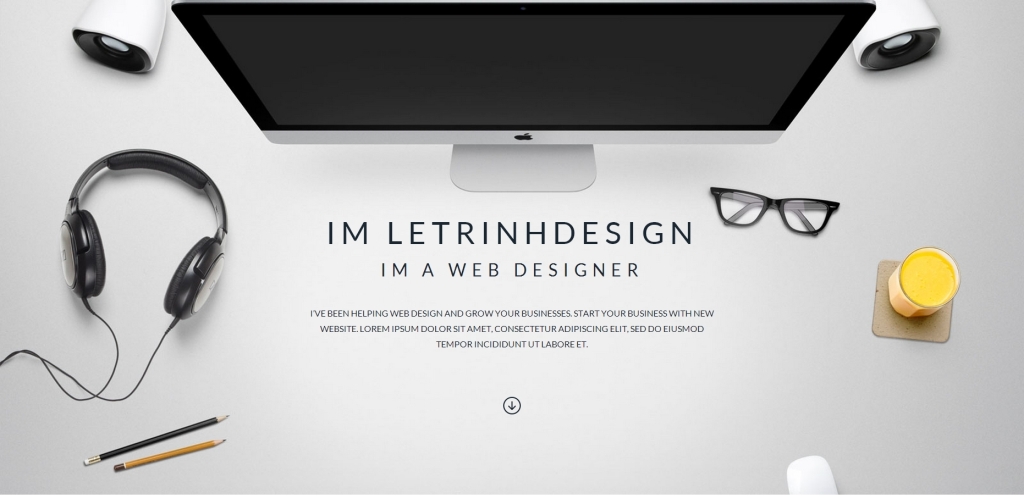 IM LETRINHDESIGN
IM A WEB DESIGNER
I'VE BEEN HELPING WEB DESIGN AND GROW YOUR BUSINESSES. START YOUR BUSINESS WITH NEW
WEBSITE. LOREM IPSUM DOLOR SIT AMET, CONSECTETUR ADIPISCING ELIT, SED DO EIUSMOD
TEMPOR INCIDIDUNT UT LABORE ET.